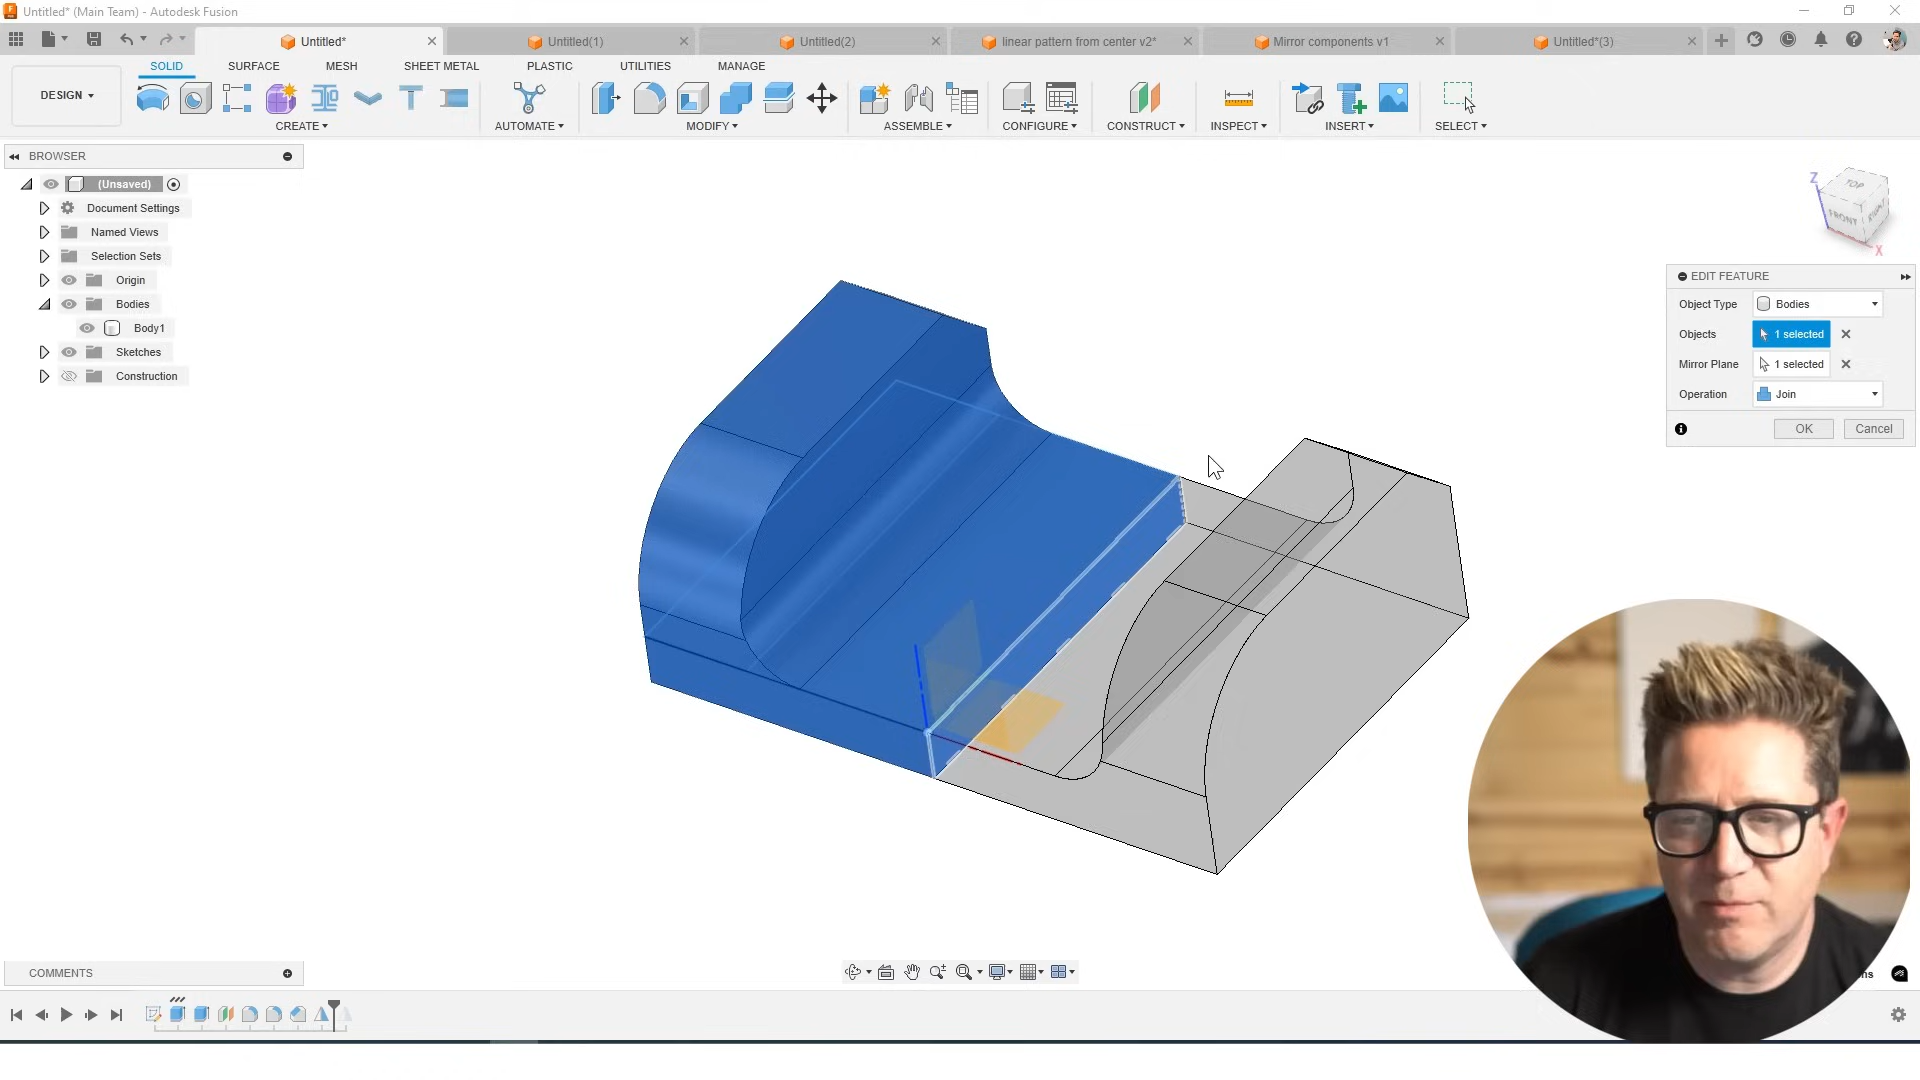 Untitled* (Main Team) - Autodesk Fusion
Untitled*
Untitled(1)
Untitled(2)
linear pattern from center v2*
Mirror components v1
Untitled*(3)
DESIGN
SOLID
SURFACE
MESH
SHEET METAL
PLASTIC
UTILITIES
MANAGE
CREATE
AUTOMATE
MODIFY
ASSEMBLE
CONFIGURE
CONSTRUCT
INSPECT
INSERT
SELECT
BROWSER
(Unsaved)
Document Settings
Named Views
Selection Sets
Origin
Bodies
Body1
Sketches
Construction
Z
TOP
FRONT
RIGHT
X
EDIT FEATURE
Object Type Bodies
Objects 1 selected
Mirror Plane 1 selected
Operation Join
OK Cancel
COMMENTS